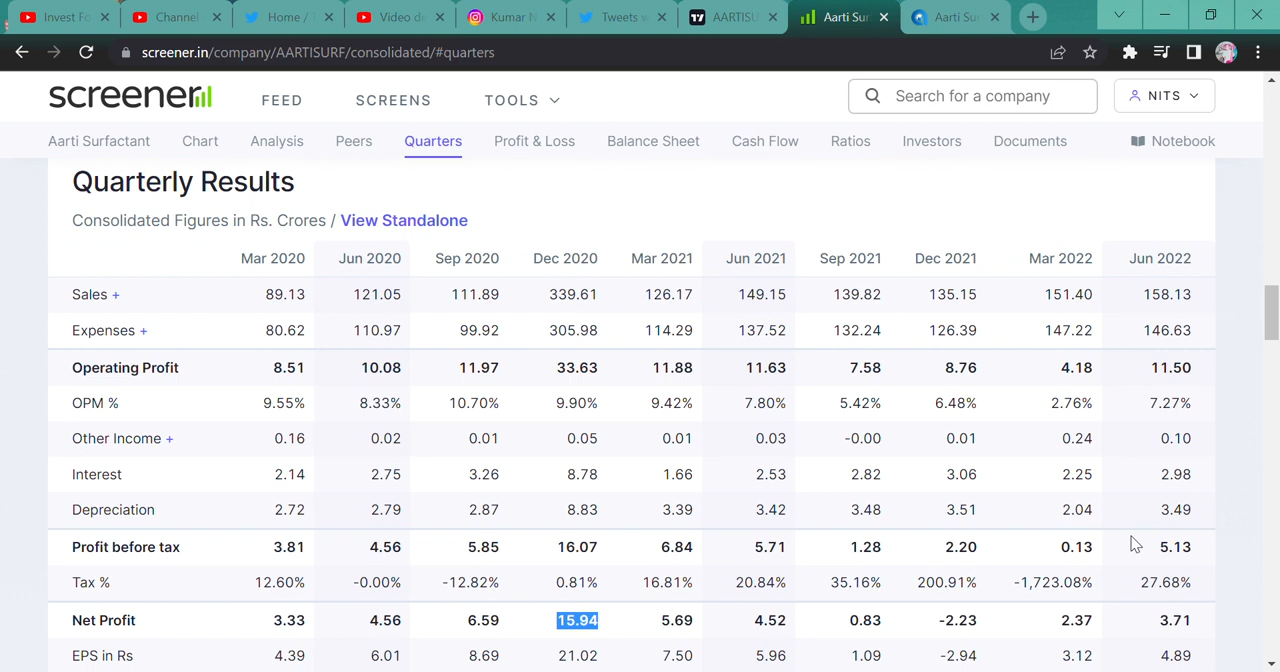 Invest Fo
Channel
Home / T
Video de
Kumar N
Tweets w
AARTISU
Aarti Sur
Aarti Sur
screener.in/company/AARTISURF/consolidated/#quarters
screener
FEED
SCREENS
TOOLS
Search for a company
NITS
Aarti Surfactant Chart Analysis Peers Quarters Profit & Loss Balance Sheet Cash Flow Ratios Investors Documents Notebook
Quarterly Results
Consolidated Figures in Rs. Crores / View Standalone
Mar 2020 Jun 2020 Sep 2020 Dec 2020 Mar 2021 Jun 2021 Sep 2021 Dec 2021 Mar 2022 Jun 2022
Sales + 89.13 121.05 111.89 339.61 126.17 149.15 139.82 135.15 151.40 158.13
Expenses + 80.62 110.97 99.92 305.98 114.29 137.52 132.24 126.39 147.22 146.63
Operating Profit 8.51 10.08 11.97 33.63 11.88 11.63 7.58 8.76 4.18 11.50
OPM % 9.55% 8.33% 10.70% 9.90% 9.42% 7.80% 5.42% 6.48% 2.76% 7.27%
Other Income + 0.16 0.02 0.01 0.05 0.01 0.03 -0.00 0.01 0.24 0.10
Interest 2.14 2.75 3.26 8.78 1.66 2.53 2.82 3.06 2.25 2.98
Depreciation 2.72 2.79 2.87 8.83 3.39 3.42 3.48 3.51 2.04 3.49
Profit before tax 3.81 4.56 5.85 16.07 6.84 5.71 1.28 2.20 0.13 5.13
Tax % 12.60% -0.00% -12.82% 0.81% 16.81% 20.84% 35.16% 200.91% -1,723.08% 27.68%
Net Profit 3.33 4.56 6.59 15.94 5.69 4.52 0.83 -2.23 2.37 3.71
EPS in Rs 4.39 6.01 8.69 21.02 7.50 5.96 1.09 -2.94 3.12 4.89